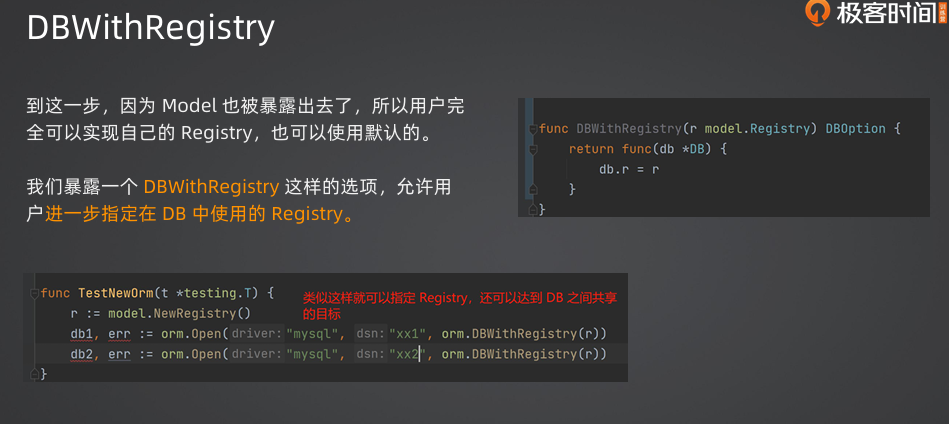 DBWithRegistry
极客时间
训练营
到这一步，因为 Model 也被暴露出去了，所以用户完
全可以实现自己的 Registry，也可以使用默认的。
我们暴露一个 DBWithRegistry 这样的选项，允许用
户进一步指定在 DB 中使用的 Registry。
func DBWithRegistry(r model.Registry) DBOption {
return func(db *DB) {
db.r = r
}
}
func TestNewOrm(t *testing.T) {
类似这样就可以指定 Registry，还可以达到 DB 之间共享
的目标
r := model.NewRegistry()
db1, err := orm.Open( driver: "mysql", dsn: "xx1", orm.DBWithRegistry(r))
db2, err := orm.Open( driver: "mysql", dsn: "xx2", orm.DBWithRegistry(r))
}